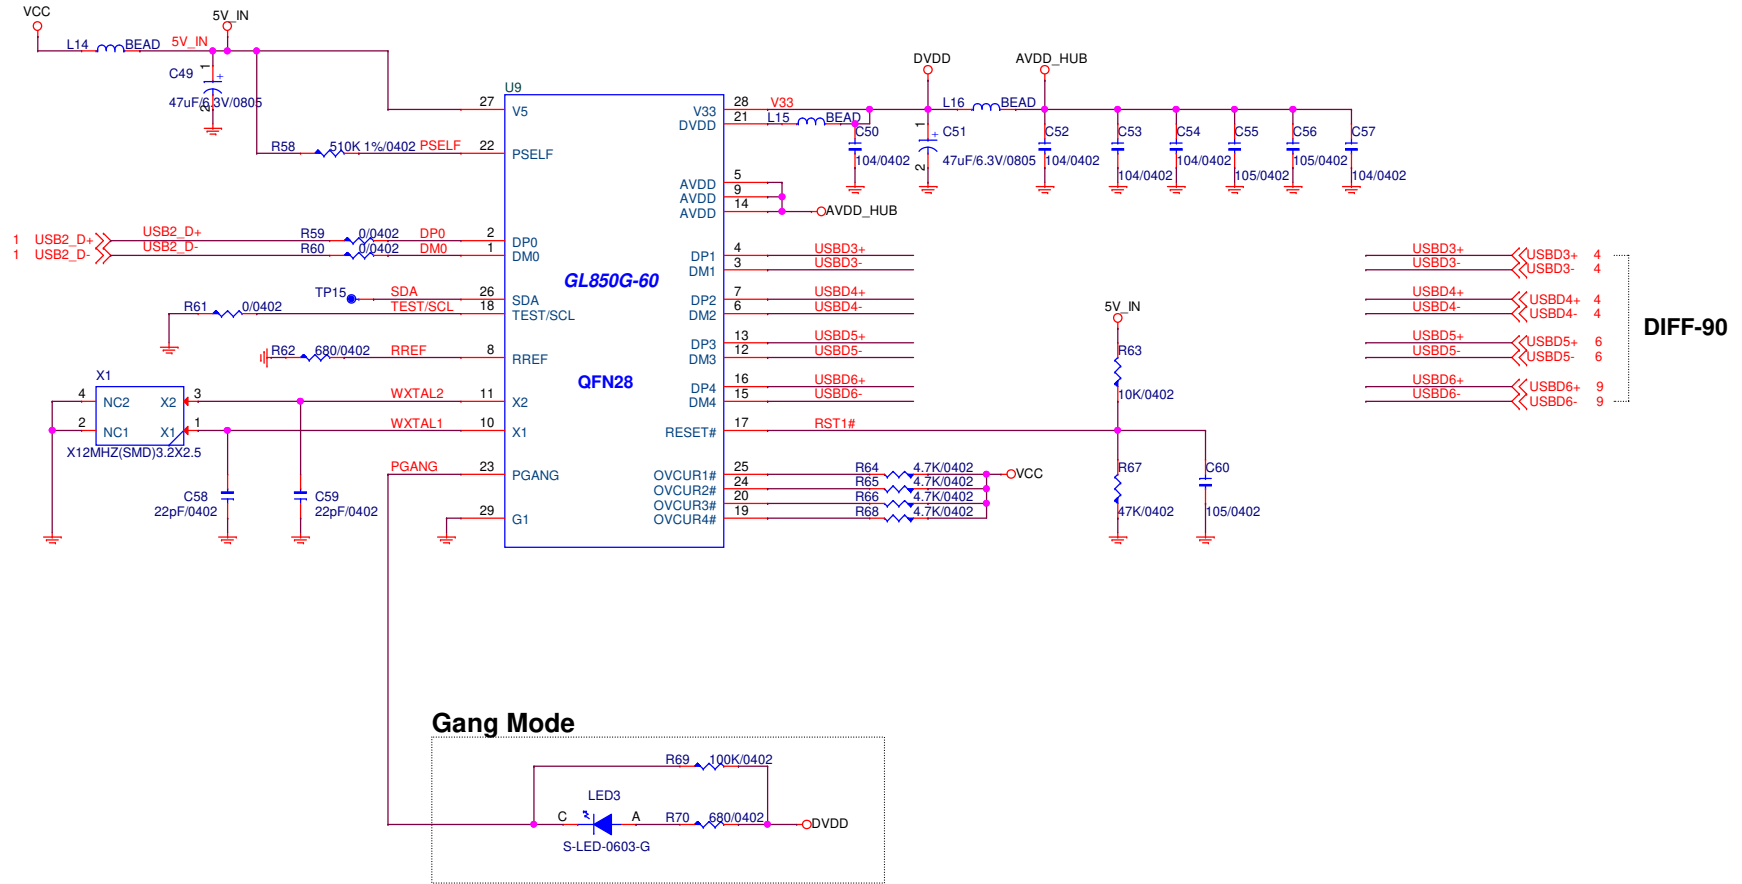 VCC
5V_IN
L14 BEAD 5V_IN
C49
1
+
47uF/6.3V/0805
2
R58 510K 1%/0402 PSELF
1 USB2_D+ USB2_D+ R59 0/0402 DP0
1 USB2_D- USB2_D- R60 0/0402 DM0
TP15 SDA
R61 0/0402 TEST/SCL
R62 680/0402 RREF
X1
4 NC2 X2 3 WXTAL2
2 NC1 X1 1 WXTAL1
X12MHZ(SMD)3.2X2.5
PGANG
C58
22pF/0402
C59
22pF/0402
U9
27 V5
22 PSELF
2 DP0
1 DM0
26 SDA
18 TEST/SCL
8 RREF
11 X2
10 X1
23 PGANG
29 G1
GL850G-60
QFN28
V33 28 V33
DVDD 21 L15 BEAD
AVDD 5
AVDD 9
AVDD 14 AVDD_HUB
DP1 4 USBD3+
DM1 3 USBD3-
DP2 7 USBD4+
DM2 6 USBD4-
DP3 13 USBD5+
DM3 12 USBD5-
DP4 16 USBD6+
DM4 15 USBD6-
RESET# 17 RST1#
OVCUR1# 25 R64 4.7K/0402 VCC
OVCUR2# 24 R65 4.7K/0402
OVCUR3# 20 R66 4.7K/0402
OVCUR4# 19 R68 4.7K/0402
DVDD
AVDD_HUB
L16 BEAD
C50
104/0402
C51
1
+
47uF/6.3V/0805
2
C52
104/0402
C53
104/0402
C54
104/0402
C55
105/0402
C56
105/0402
C57
104/0402
5V_IN
R63
10K/0402
R67
47K/0402
C60
105/0402
USBD3+ USBD3+ 4
USBD3- USBD3- 4
USBD4+ USBD4+ 4
USBD4- USBD4- 4
USBD5+ USBD5+ 6
USBD5- USBD5- 6
USBD6+ USBD6+ 9
USBD6- USBD6- 9
DIFF-90
Gang Mode
R69 100K/0402
LED3
C A R70 680/0402 DVDD
S-LED-0603-G